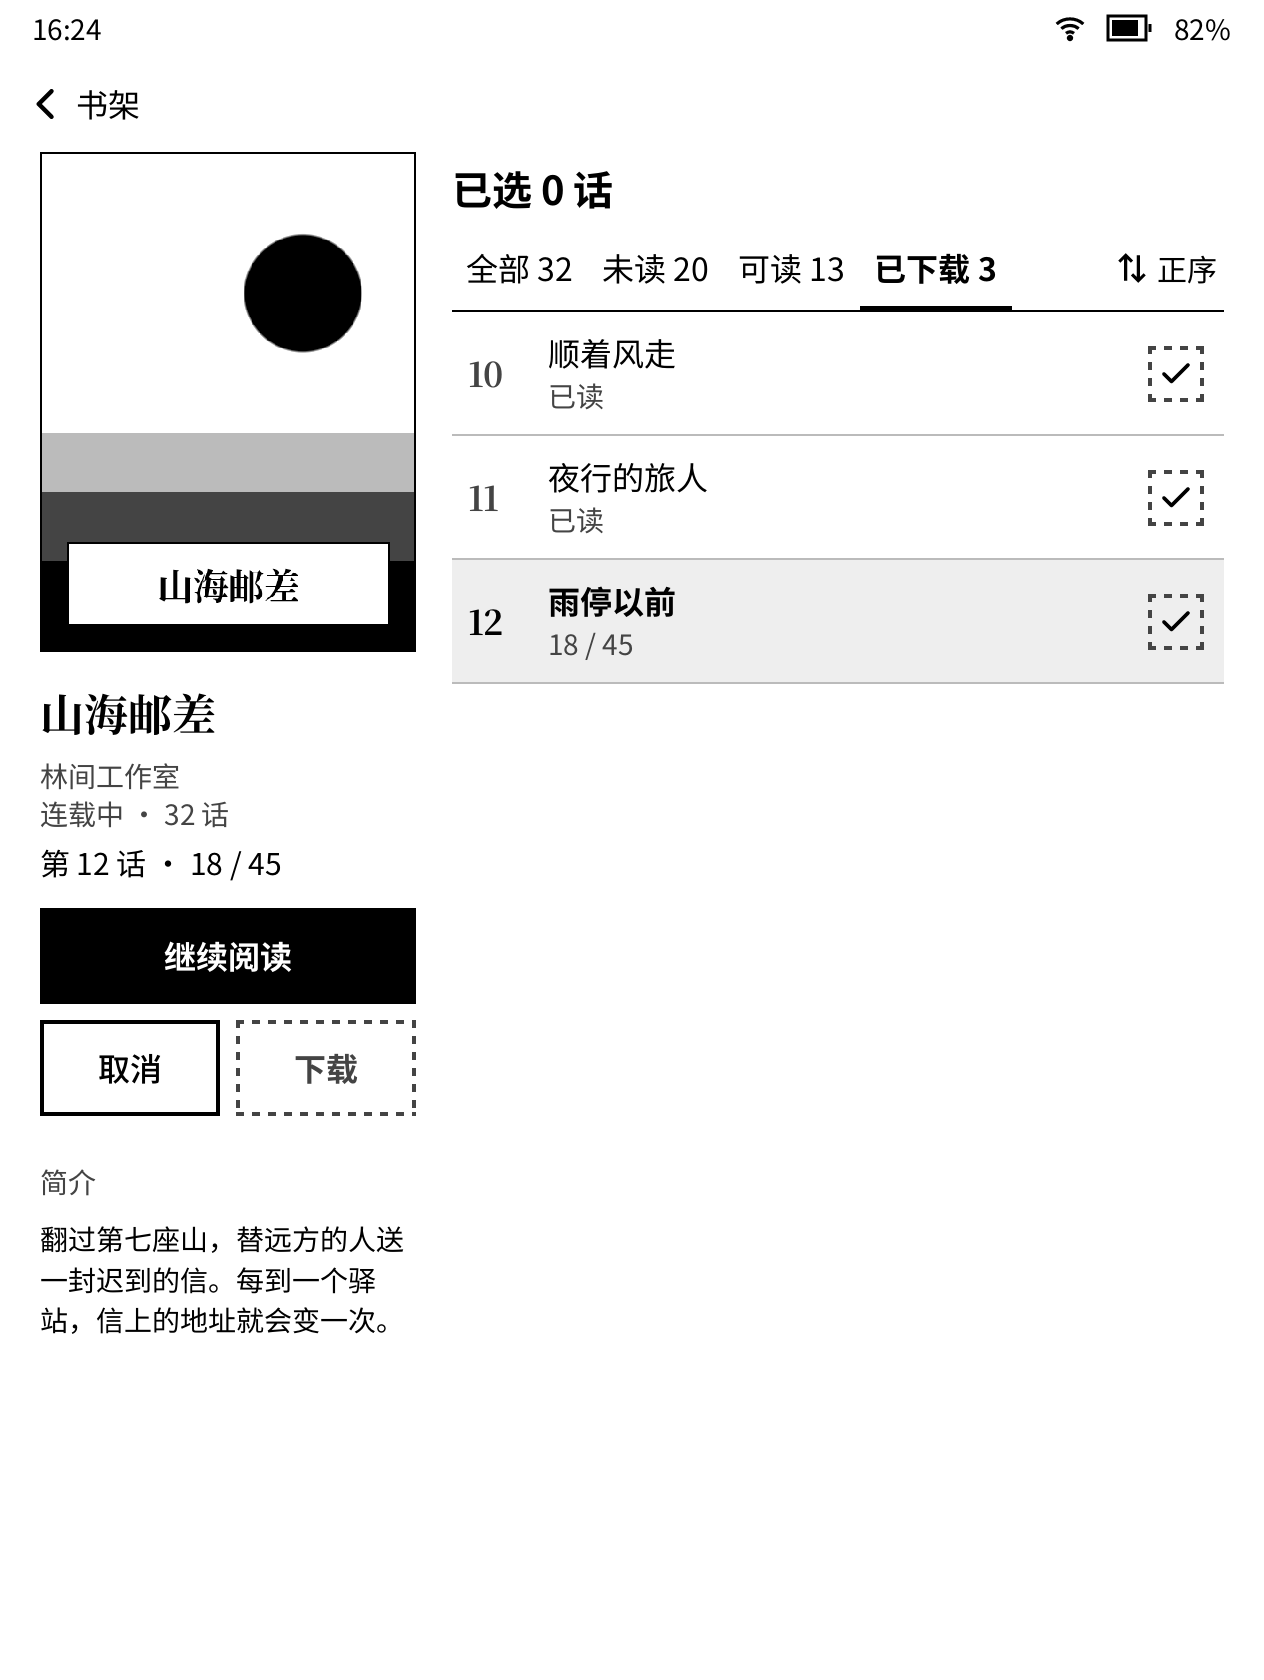 16:24
82%
书架
山海邮差
山海邮差
林间工作室
连载中 · 32 话
第 12 话 · 18 / 45
继续阅读
取消
下载
简介
翻过第七座山，替远方的人送
一封迟到的信。每到一个驿
站，信上的地址就会变一次。
已选 0 话
全部 32 未读 20 可读 13 已下载 3 正序
10 顺着风走
已读
11 夜行的旅人
已读
12 雨停以前
18 / 45